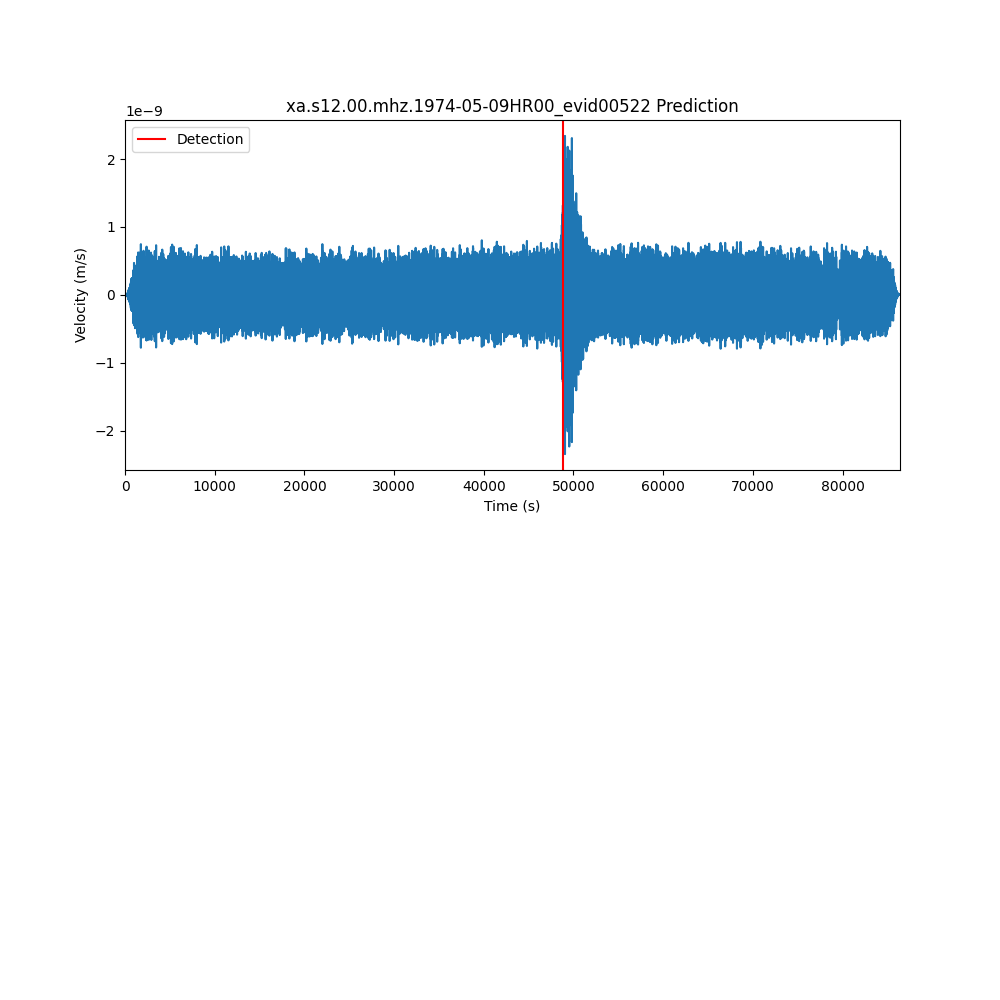 xa.s12.00.mhz.1974-05-09HR00_evid00522 Prediction
1e−9
Detection
2
1
0
−1
−2
Velocity (m/s)
0 10000 20000 30000 40000 50000 60000 70000 80000
Time (s)